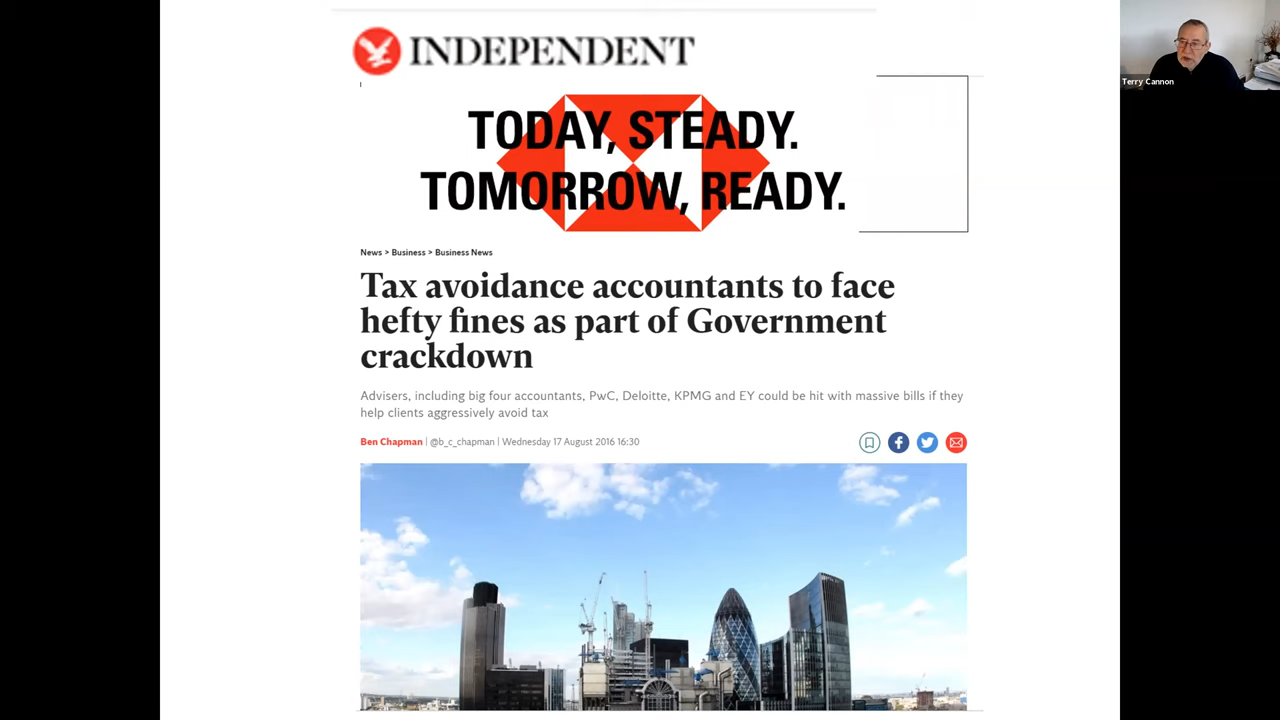 INDEPENDENT
Terry Cannon
TODAY, STEADY.
TOMORROW, READY.
News > Business > Business News
Tax avoidance accountants to face
hefty fines as part of Government
crackdown
Advisers, including big four accountants, PwC, Deloitte, KPMG and EY could be hit with massive bills if they
help clients aggressively avoid tax
Ben Chapman | @b_c_chapman | Wednesday 17 August 2016 16:30